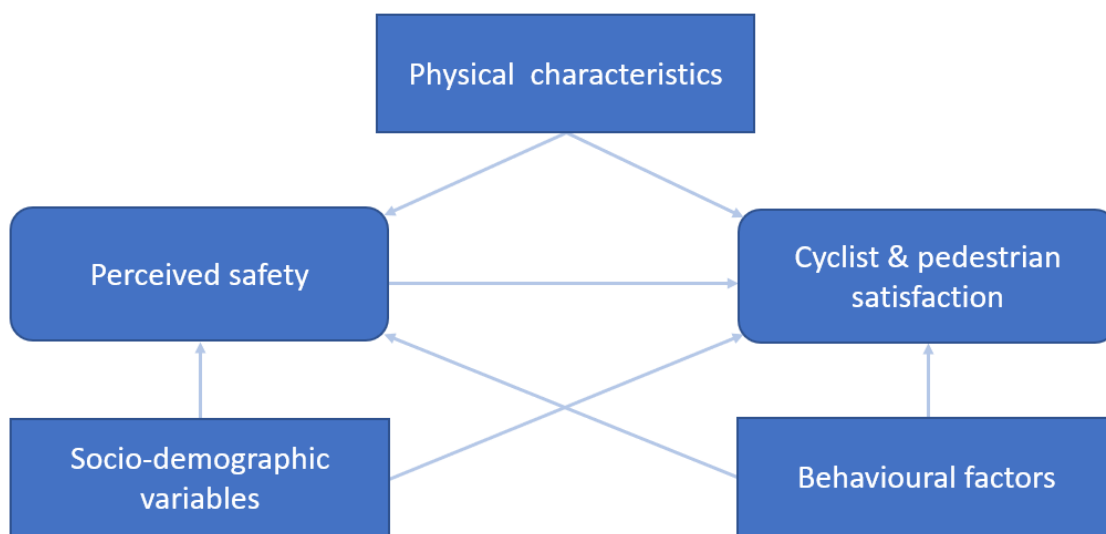 Physical  characteristics
Perceived safety
Cyclist & pedestrian
satisfaction
Socio-demographic
variables
Behavioural factors